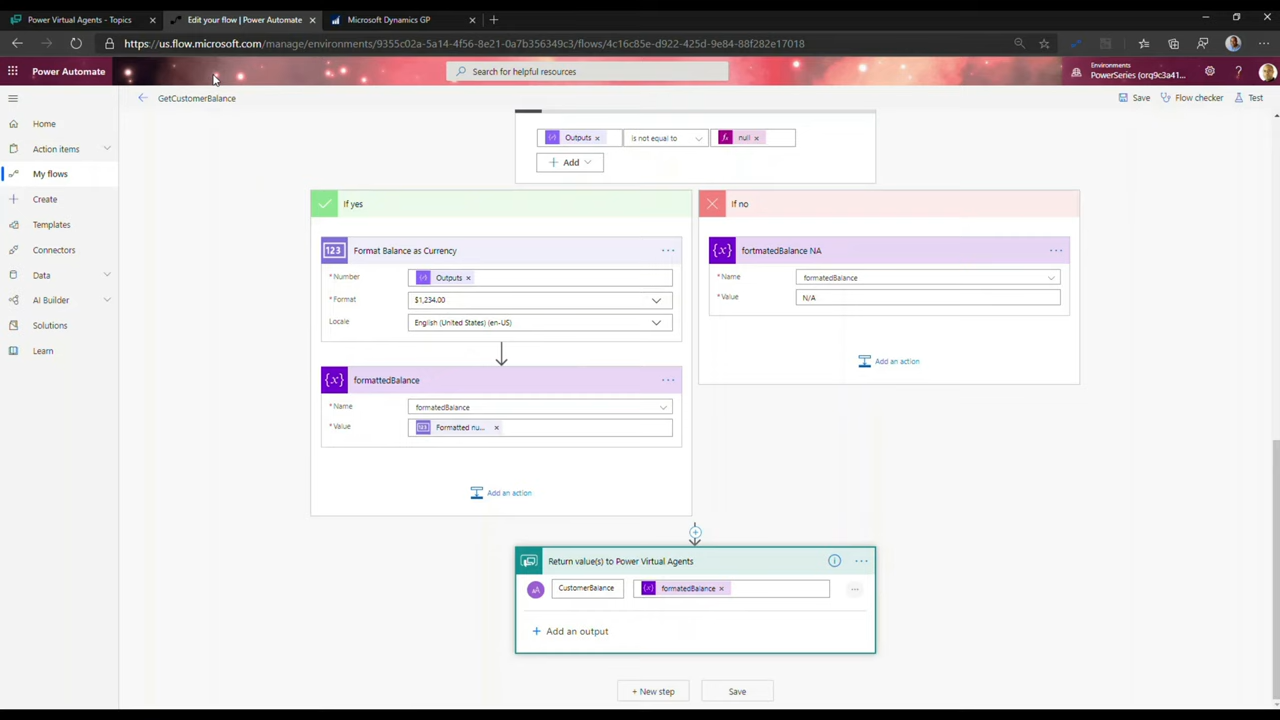 Power Virtual Agents - Topics
Edit your flow | Power Automate
Microsoft Dynamics GP
https://us.flow.microsoft.com/manage/environments/9355c02a-5a14-4f56-8e21-0a7b356349c3/flows/4c16c85e-d922-425d-9e84-88f282e17018
Power Automate
Search for helpful resources
Environments
PowerSeries (org9c3a41...
GetCustomerBalance
Save
Flow checker
Test
Home
Action items
My flows
Create
Templates
Connectors
Data
AI Builder
Solutions
Learn
Outputs
is not equal to
fx
null
+ Add
If yes
If no
123
Format Balance as Currency
* Number
Outputs
* Format
$1,234.00
Locale
English (United States) (en-US)
{x}
formattedBalance
* Name
formatedBalance
* Value
Formatted nu...
Add an action
{x}
fortmatedBalance NA
* Name
formatedBalance
* Value
N/A
Add an action
Return value(s) to Power Virtual Agents
CustomerBalance
formatedBalance
+ Add an output
+ New step
Save